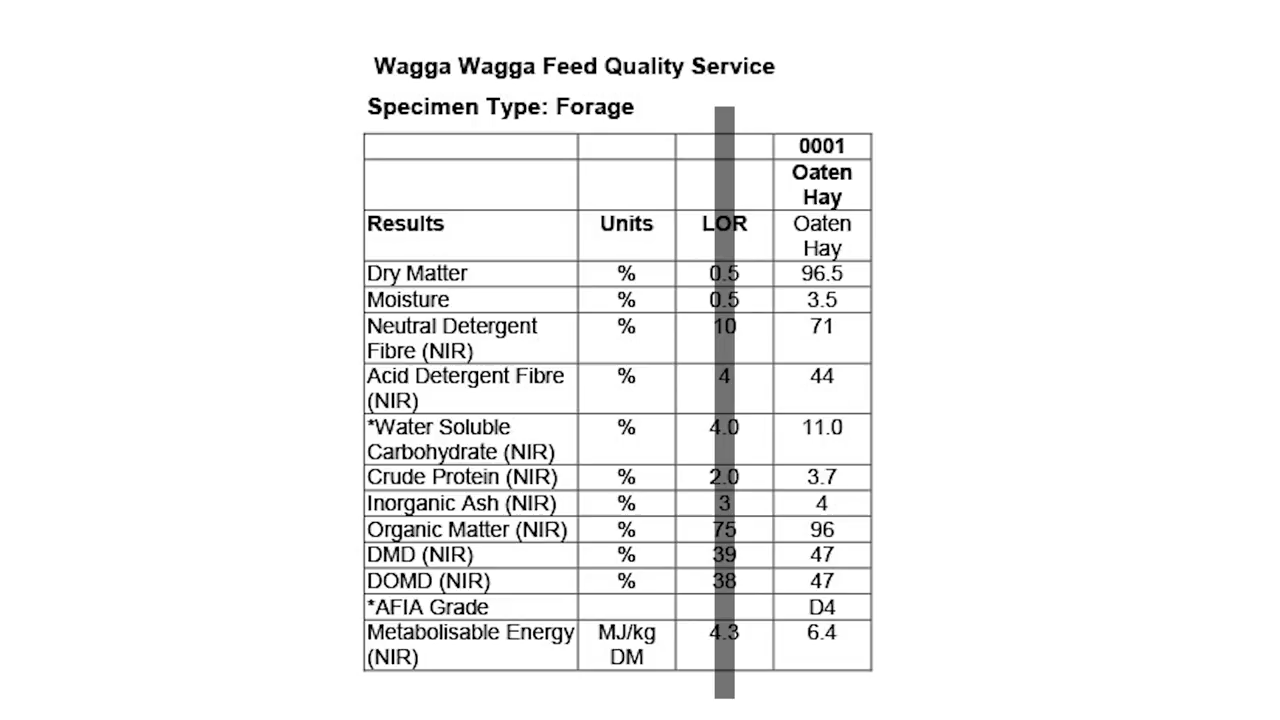 Wagga Wagga Feed Quality Service
Specimen Type: Forage
0001
Oaten
Hay
Results Units LOR Oaten
Hay
Dry Matter % 0.5 96.5
Moisture % 0.5 3.5
Neutral Detergent % 10 71
Fibre (NIR)
Acid Detergent Fibre % 4 44
(NIR)
*Water Soluble % 4.0 11.0
Carbohydrate (NIR)
Crude Protein (NIR) % 2.0 3.7
Inorganic Ash (NIR) % 3 4
Organic Matter (NIR) % 75 96
DMD (NIR) % 39 47
DOMD (NIR) % 38 47
*AFIA Grade D4
Metabolisable Energy MJ/kg 4.3 6.4
(NIR) DM